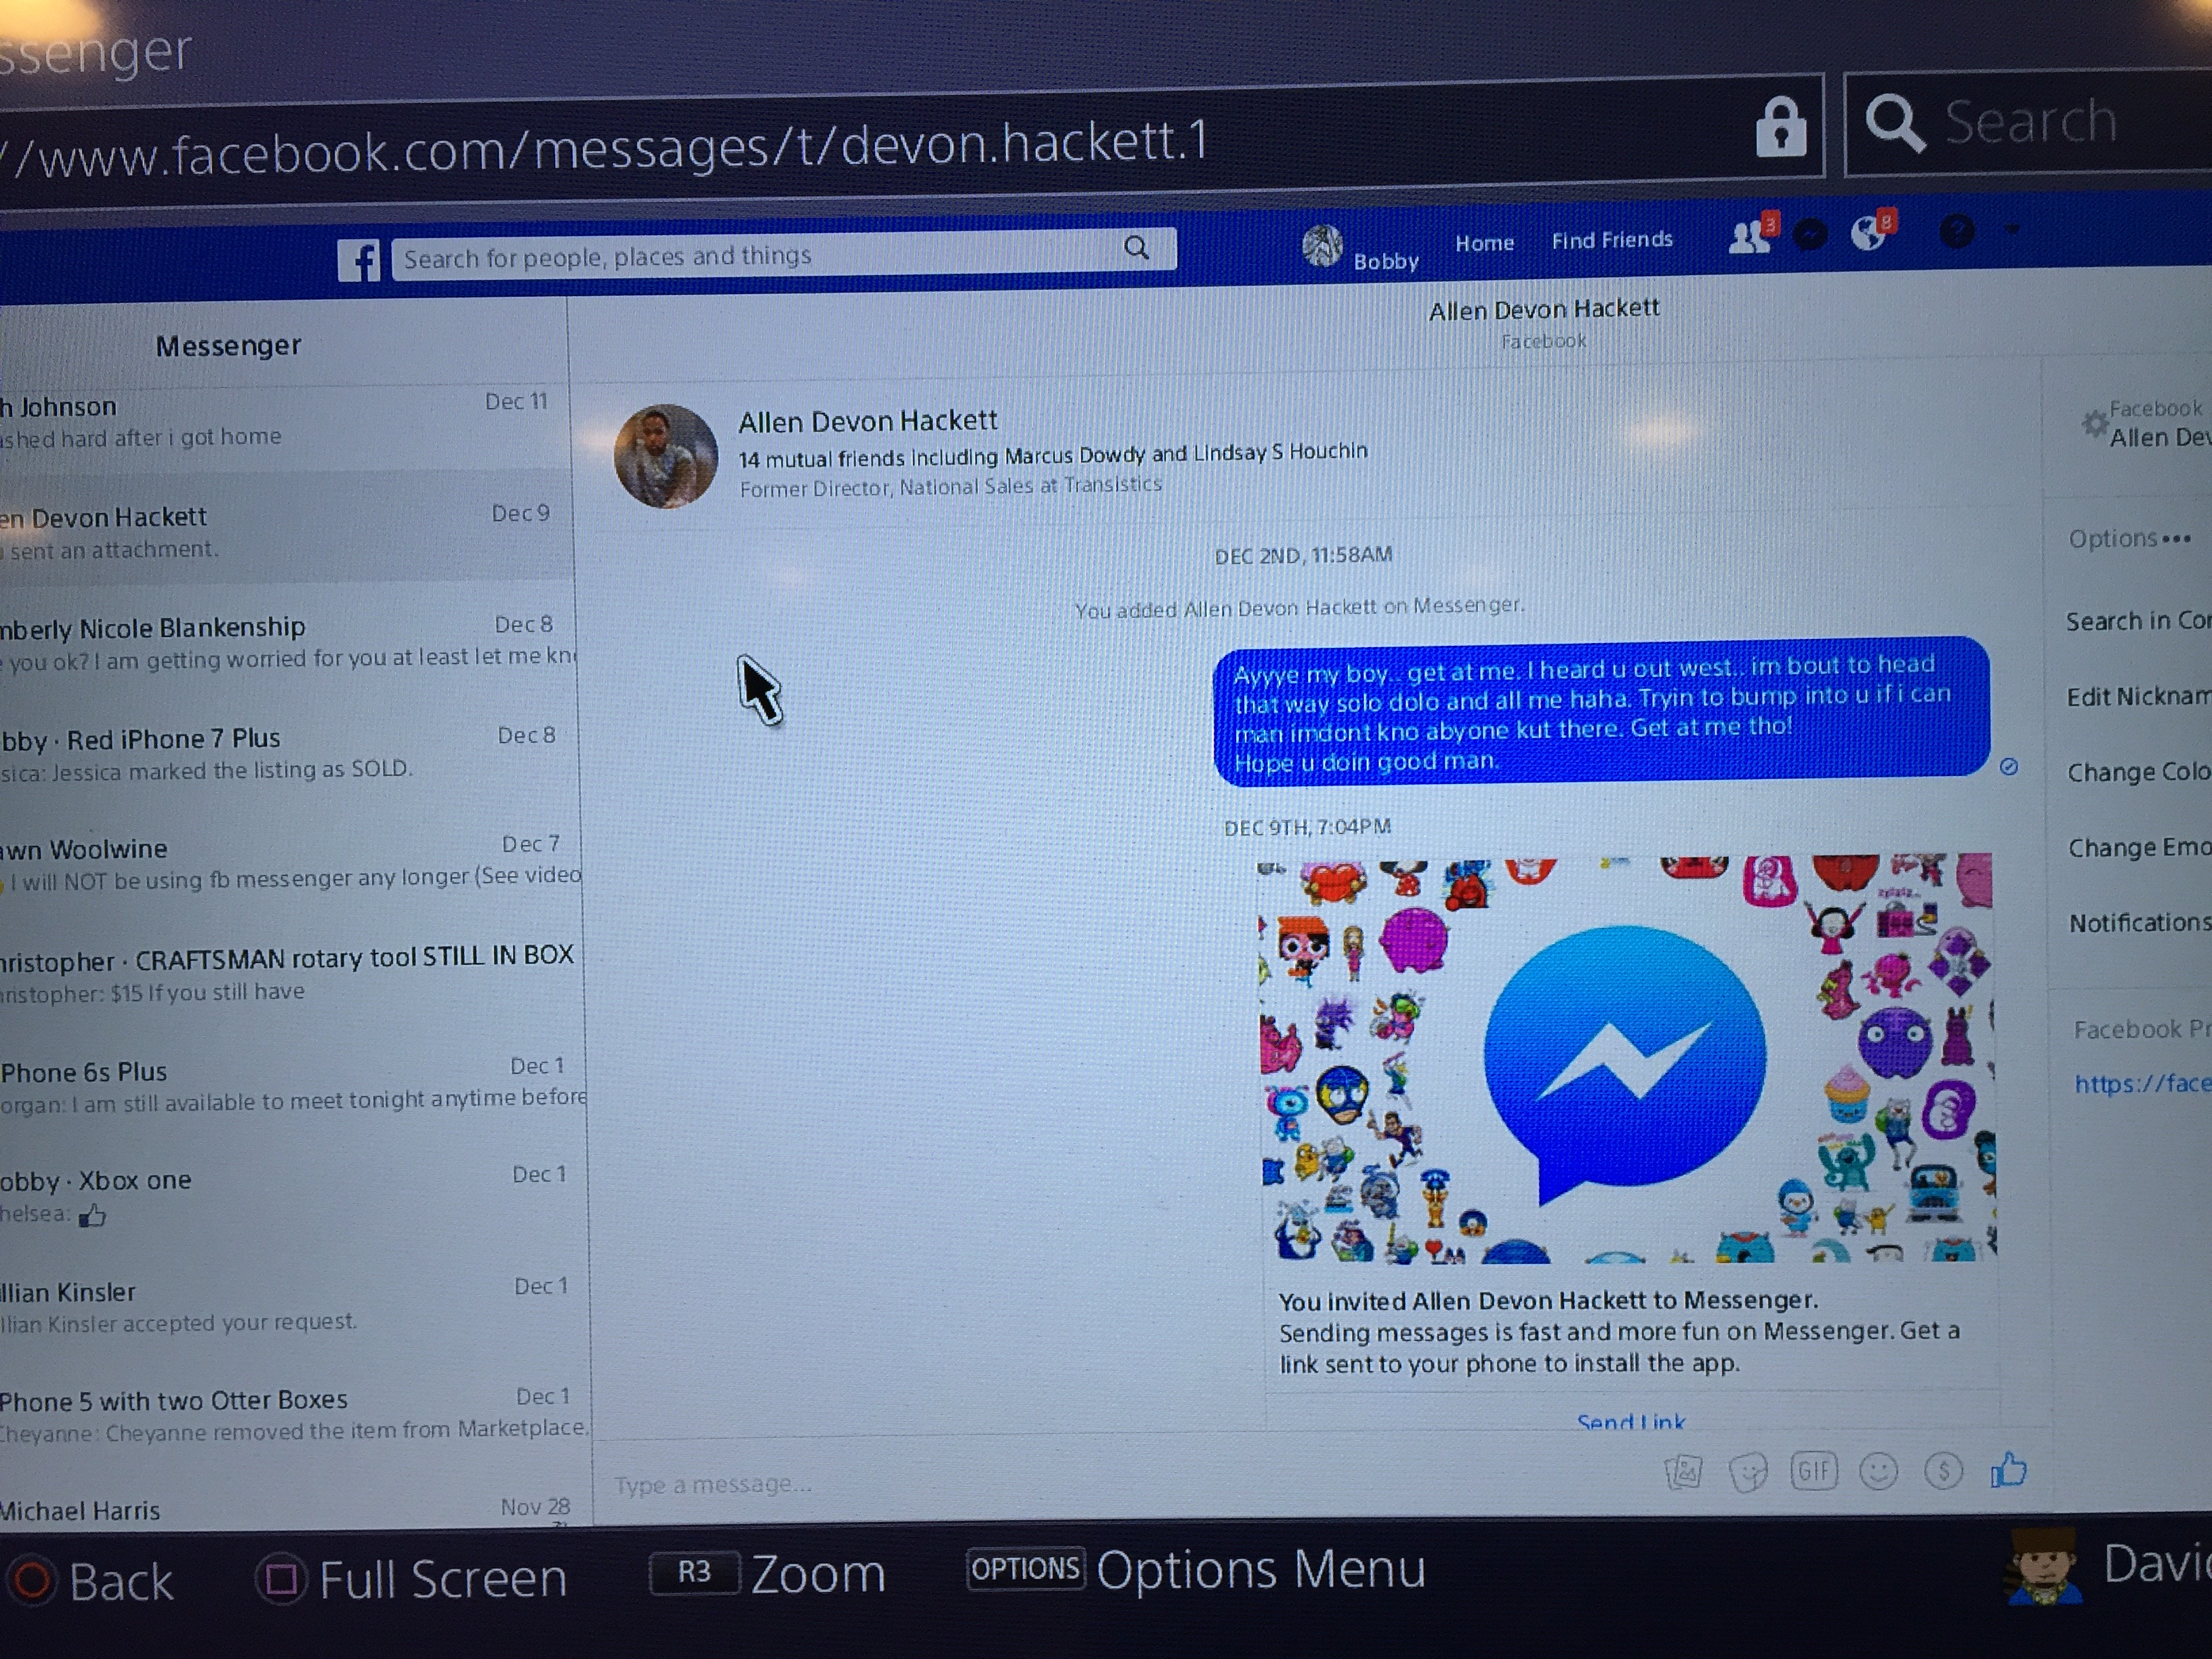 ssenger
//www.facebook.com/messages/t/devon.hackett.1
Search
f
Search for people, places and things
Bobby
Home
Find Friends
3
8
?
Messenger
h Johnson
Dec 11
shed hard after i got home
en Devon Hackett
Dec 9
sent an attachment.
mberly Nicole Blankenship
Dec 8
you ok? I am getting worried for you at least let me kn
bby · Red iPhone 7 Plus
Dec 8
sica: Jessica marked the listing as SOLD.
awn Woolwine
Dec 7
I will NOT be using fb messenger any longer (See video
hristopher · CRAFTSMAN rotary tool STILL IN BOX
ristopher: $15 If you still have
Phone 6s Plus
Dec 1
organ: I am still available to meet tonight anytime before
obby · Xbox one
Dec 1
helsea:
llian Kinsler
Dec 1
llian Kinsler accepted your request.
Phone 5 with two Otter Boxes
Dec 1
Cheyanne: Cheyanne removed the item from Marketplace.
Michael Harris
Nov 28
Allen Devon Hackett
Facebook
Allen Devon Hackett
14 mutual friends including Marcus Dowdy and Lindsay S Houchin
Former Director, National Sales at Transistics
DEC 2ND, 11:58AM
You added Allen Devon Hackett on Messenger.
Ayyye my boy.. get at me. I heard u out west.. im bout to head
that way solo dolo and all me haha. Tryin to bump into u if i can
man imdont kno abyone kut there. Get at me tho!
Hope u doin good man.
DEC 9TH, 7:04PM
You invited Allen Devon Hackett to Messenger.
Sending messages is fast and more fun on Messenger. Get a
link sent to your phone to install the app.
Send Link
Type a message...
GIF
$
Facebook
Allen Dev
Options
Search in Con
Edit Nicknam
Change Colo
Change Emo
Notifications
Facebook Pr
https://face
Back
Full Screen
R3 Zoom
OPTIONS Options Menu
Davic